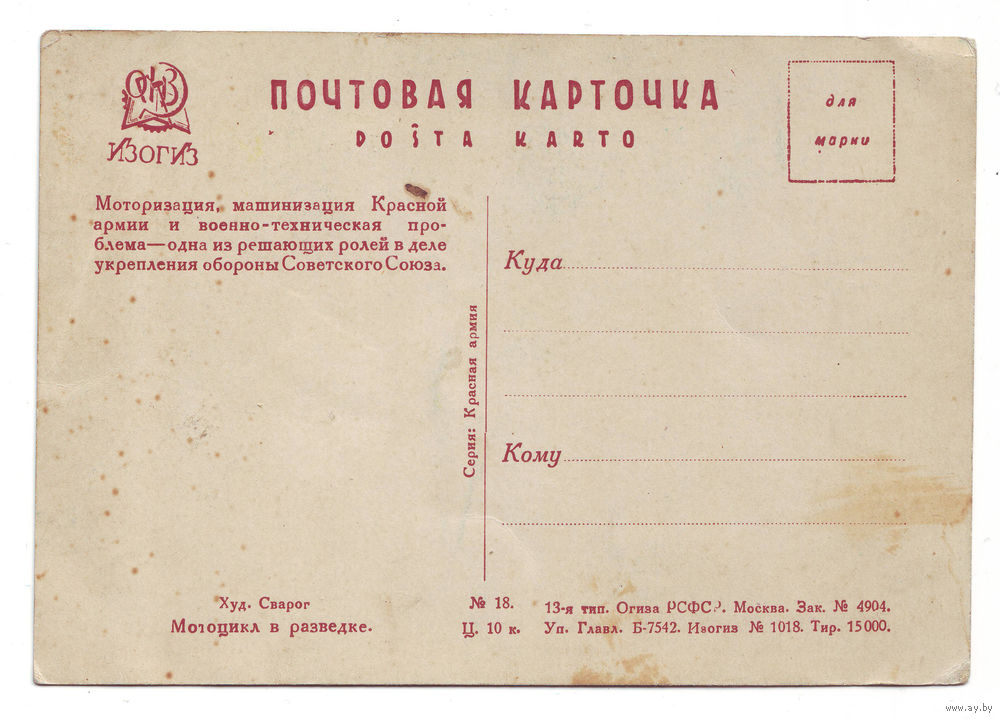 ОГИЗ
ИЗОГИЗ
ПОЧТОВАЯ КАРТОЧКА
POŜTA KARTO
для
марки
Моторизация, машинизация Красной
армии и военно-техническая про-
блема—одна из решающих ролей в деле
укрепления обороны Советского Союза.
Серия: Красная армия
Куда
Кому
Худ. Сварог
Мотоцикл в разведке.
№ 18.
Ц. 10 к.
13-я тип. Огиза РСФСР. Москва. Зак. № 4904.
Уп. Главл. Б-7542. Изогиз № 1018. Тир. 15000.
www.ay.by